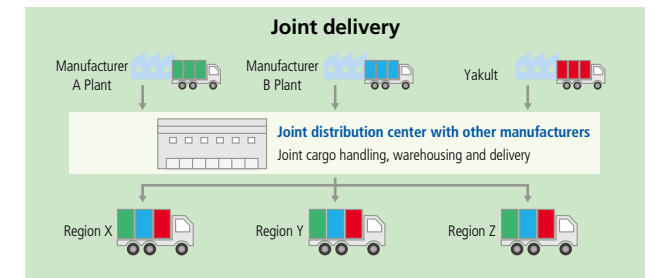 Joint delivery
Manufacturer
A Plant
Manufacturer
B Plant
Yakult
Joint distribution center with other manufacturers
Joint cargo handling, warehousing and delivery
Region X
Region Y
Region Z